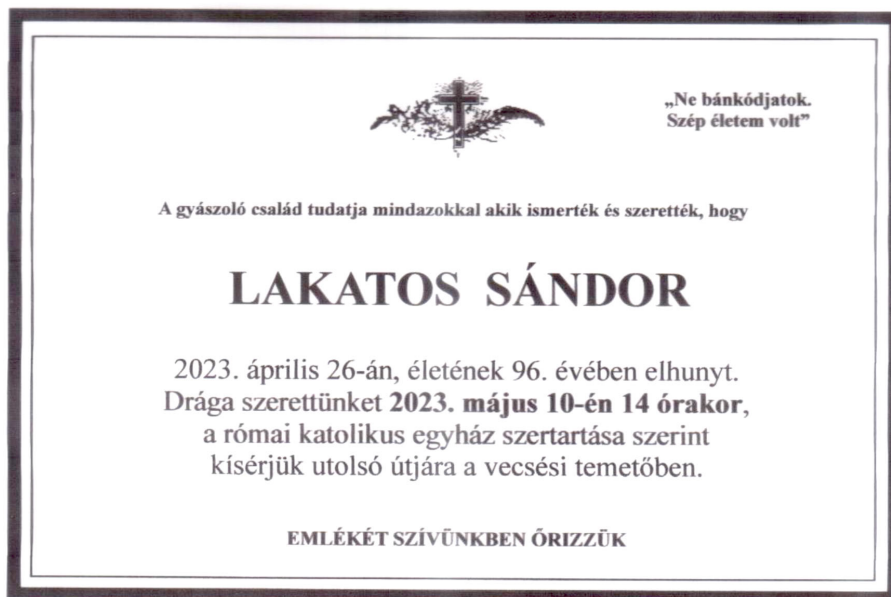 „Ne bánkódjatok.
Szép életem volt”
A gyászoló család tudatja mindazokkal akik ismerték és szerették, hogy
LAKATOS SÁNDOR
2023. április 26-án, életének 96. évében elhunyt.
Drága szerettünket 2023. május 10-én 14 órakor,
a római katolikus egyház szertartása szerint
kísérjük utolsó útjára a vecsési temetőben.
EMLÉKÉT SZÍVÜNKBEN ŐRIZZÜK